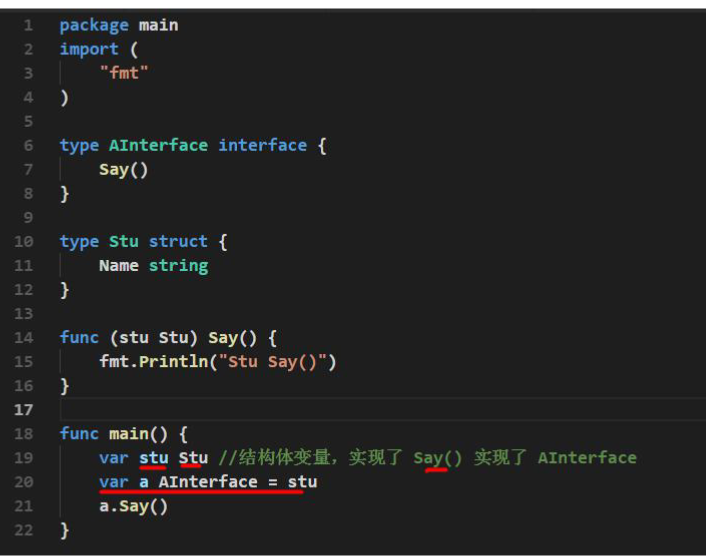 1 package main
2 import (
3     "fmt"
4 )
5
6 type AInterface interface {
7     Say()
8 }
9
10 type Stu struct {
11     Name string
12 }
13
14 func (stu Stu) Say() {
15     fmt.Println("Stu Say()")
16 }
17
18 func main() {
19     var stu Stu //结构体变量，实现了 Say() 实现了 AInterface
20     var a AInterface = stu
21     a.Say()
22 }